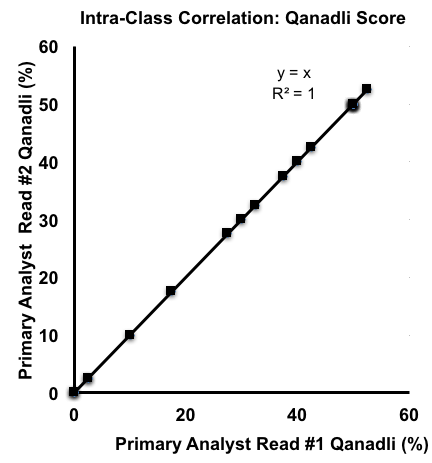 Intra-Class Correlation: Qanadli Score
60
50
40
30
20
10
0
Primary Analyst  Read #2 Qanadli (%)
y = x
R² = 1
0
20
40
60
Primary Analyst Read #1 Qanadli (%)